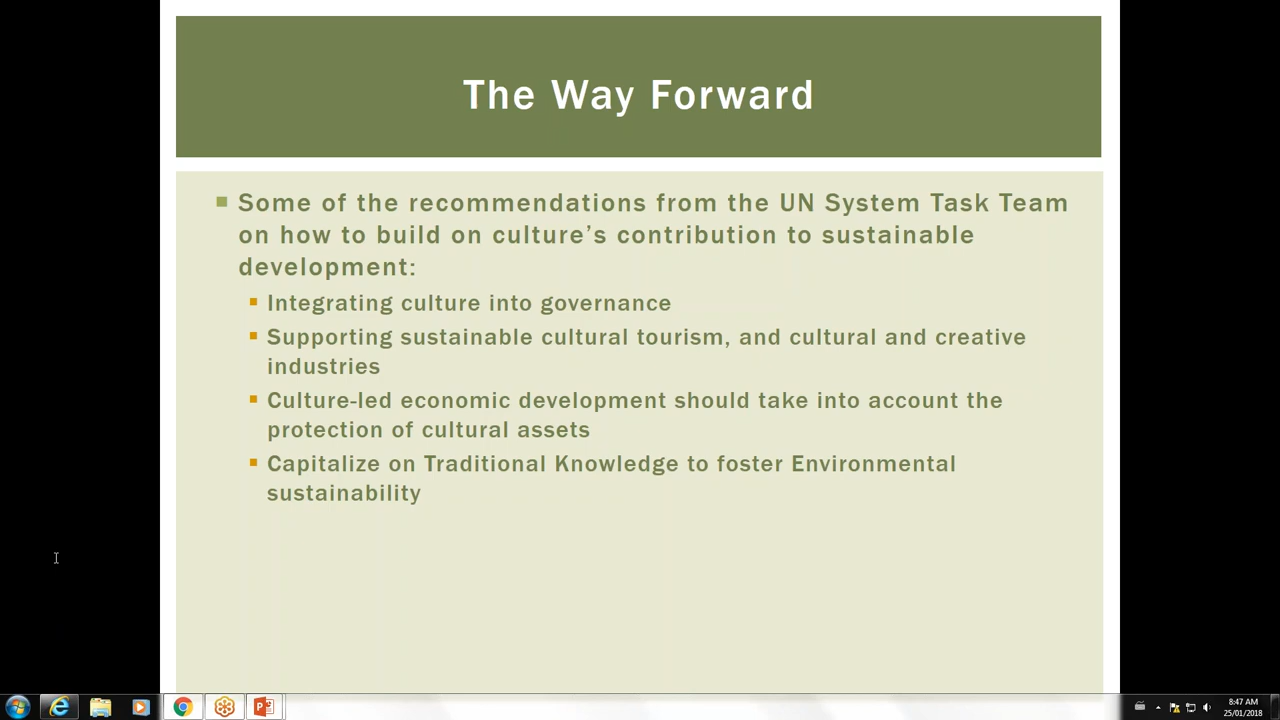 The Way Forward
Some of the recommendations from the UN System Task Team
on how to build on culture's contribution to sustainable
development:
Integrating culture into governance
Supporting sustainable cultural tourism, and cultural and creative
industries
Culture-led economic development should take into account the
protection of cultural assets
Capitalize on Traditional Knowledge to foster Environmental
sustainability
8:47 AM
25/01/2018